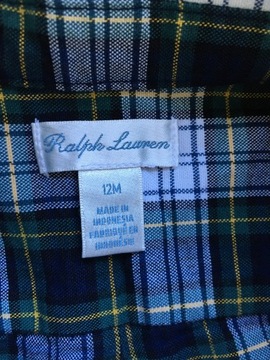 Ralph Lauren
12M
MADE IN
INDONESIA
FABRIQUÉ EN
INDONÉSIE